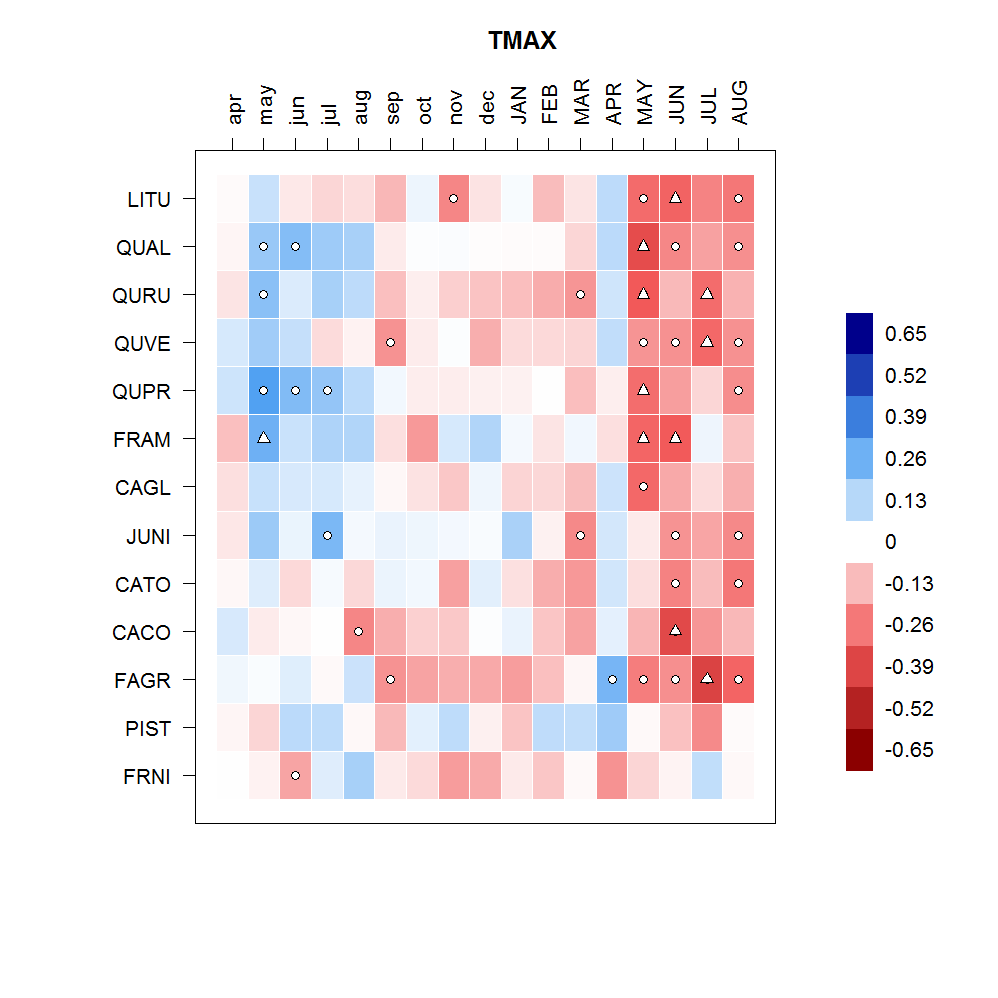 TMAX
apr may jun jul aug sep oct nov dec JAN FEB MAR APR MAY JUN JUL AUG
LITU
QUAL
QURU
QUVE
QUPR
FRAM
CAGL
JUNI
CATO
CACO
FAGR
PIST
FRNI
0.65
0.52
0.39
0.26
0.13
0
-0.13
-0.26
-0.39
-0.52
-0.65